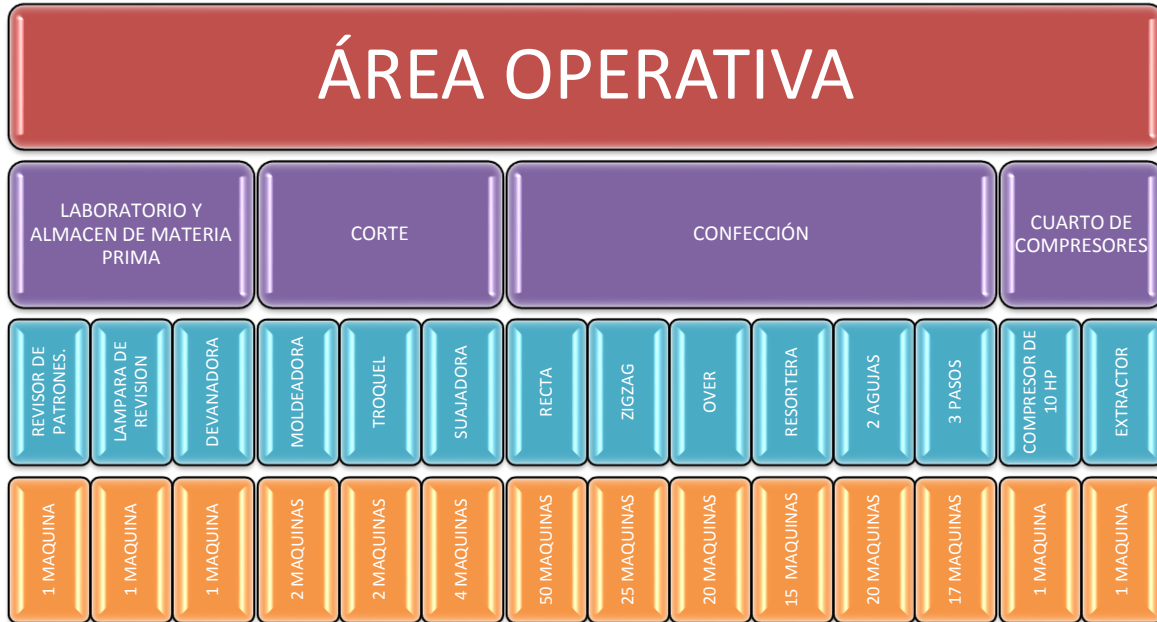 ÁREA OPERATIVA
LABORATORIO Y
ALMACEN DE MATERIA
PRIMA
CORTE
CONFECCIÓN
CUARTO DE
COMPRESORES
REVISOR DE
PATRONES.
LAMPARA DE
REVISION
DEVANADORA
MOLDEADORA
TROQUEL
SUAJADORA
RECTA
ZIGZAG
OVER
RESORTERA
2 AGUJAS
3 PASOS
COMPRESOR DE
10 HP
EXTRACTOR
1 MAQUINA
1 MAQUINA
1 MAQUINA
2 MAQUINAS
2 MAQUINAS
4 MAQUINAS
50 MAQUINAS
25 MAQUINAS
20 MAQUINAS
15 MAQUINAS
20 MAQUINAS
17 MAQUINAS
1 MAQUINA
1 MAQUINA